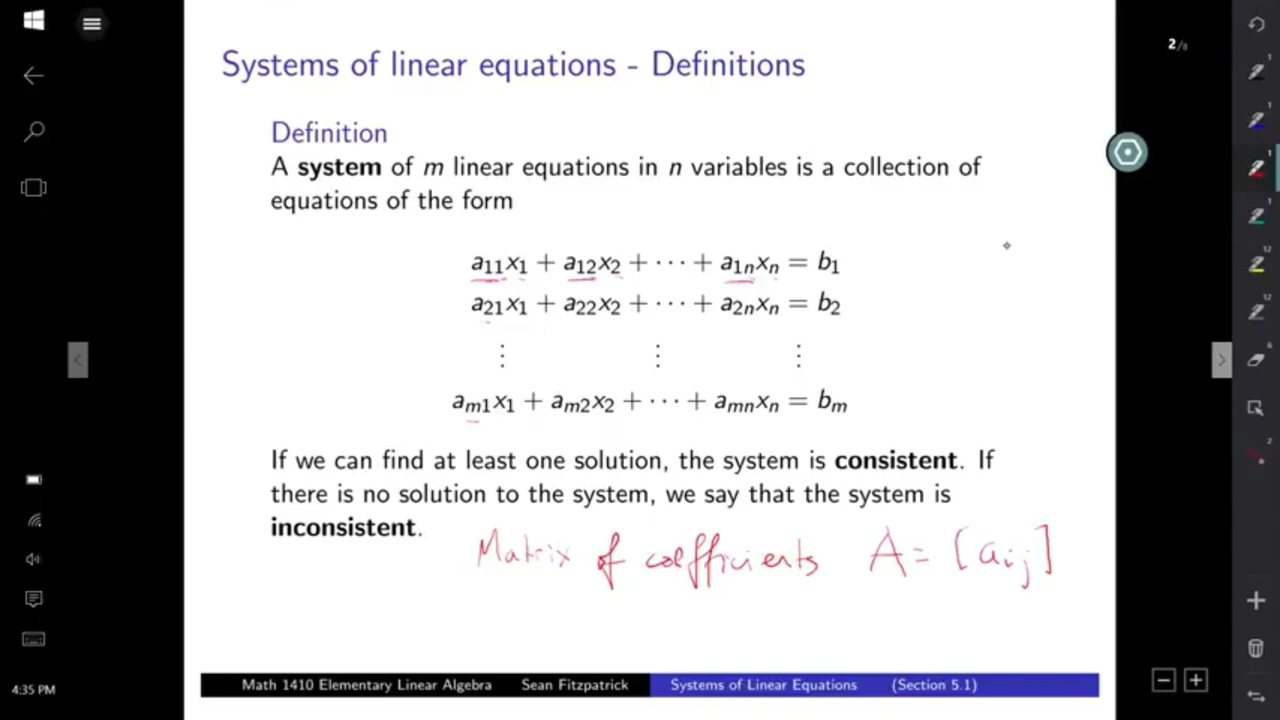 2/8
Systems of linear equations - Definitions
Definition
A system of m linear equations in n variables is a collection of
equations of the form
a₁₁x₁ + a₁₂x₂ + ⋯ + a₁ₙxₙ = b₁
a₂₁x₁ + a₂₂x₂ + ⋯ + a₂ₙxₙ = b₂
⋮ ⋮ ⋮
aₘ₁x₁ + aₘ₂x₂ + ⋯ + aₘₙxₙ = bₘ
If we can find at least one solution, the system is consistent. If
there is no solution to the system, we say that the system is
inconsistent.
Matrix of coefficients A = [aᵢⱼ]
4:35 PM
Math 1410 Elementary Linear Algebra Sean Fitzpatrick Systems of Linear Equations (Section 5.1)